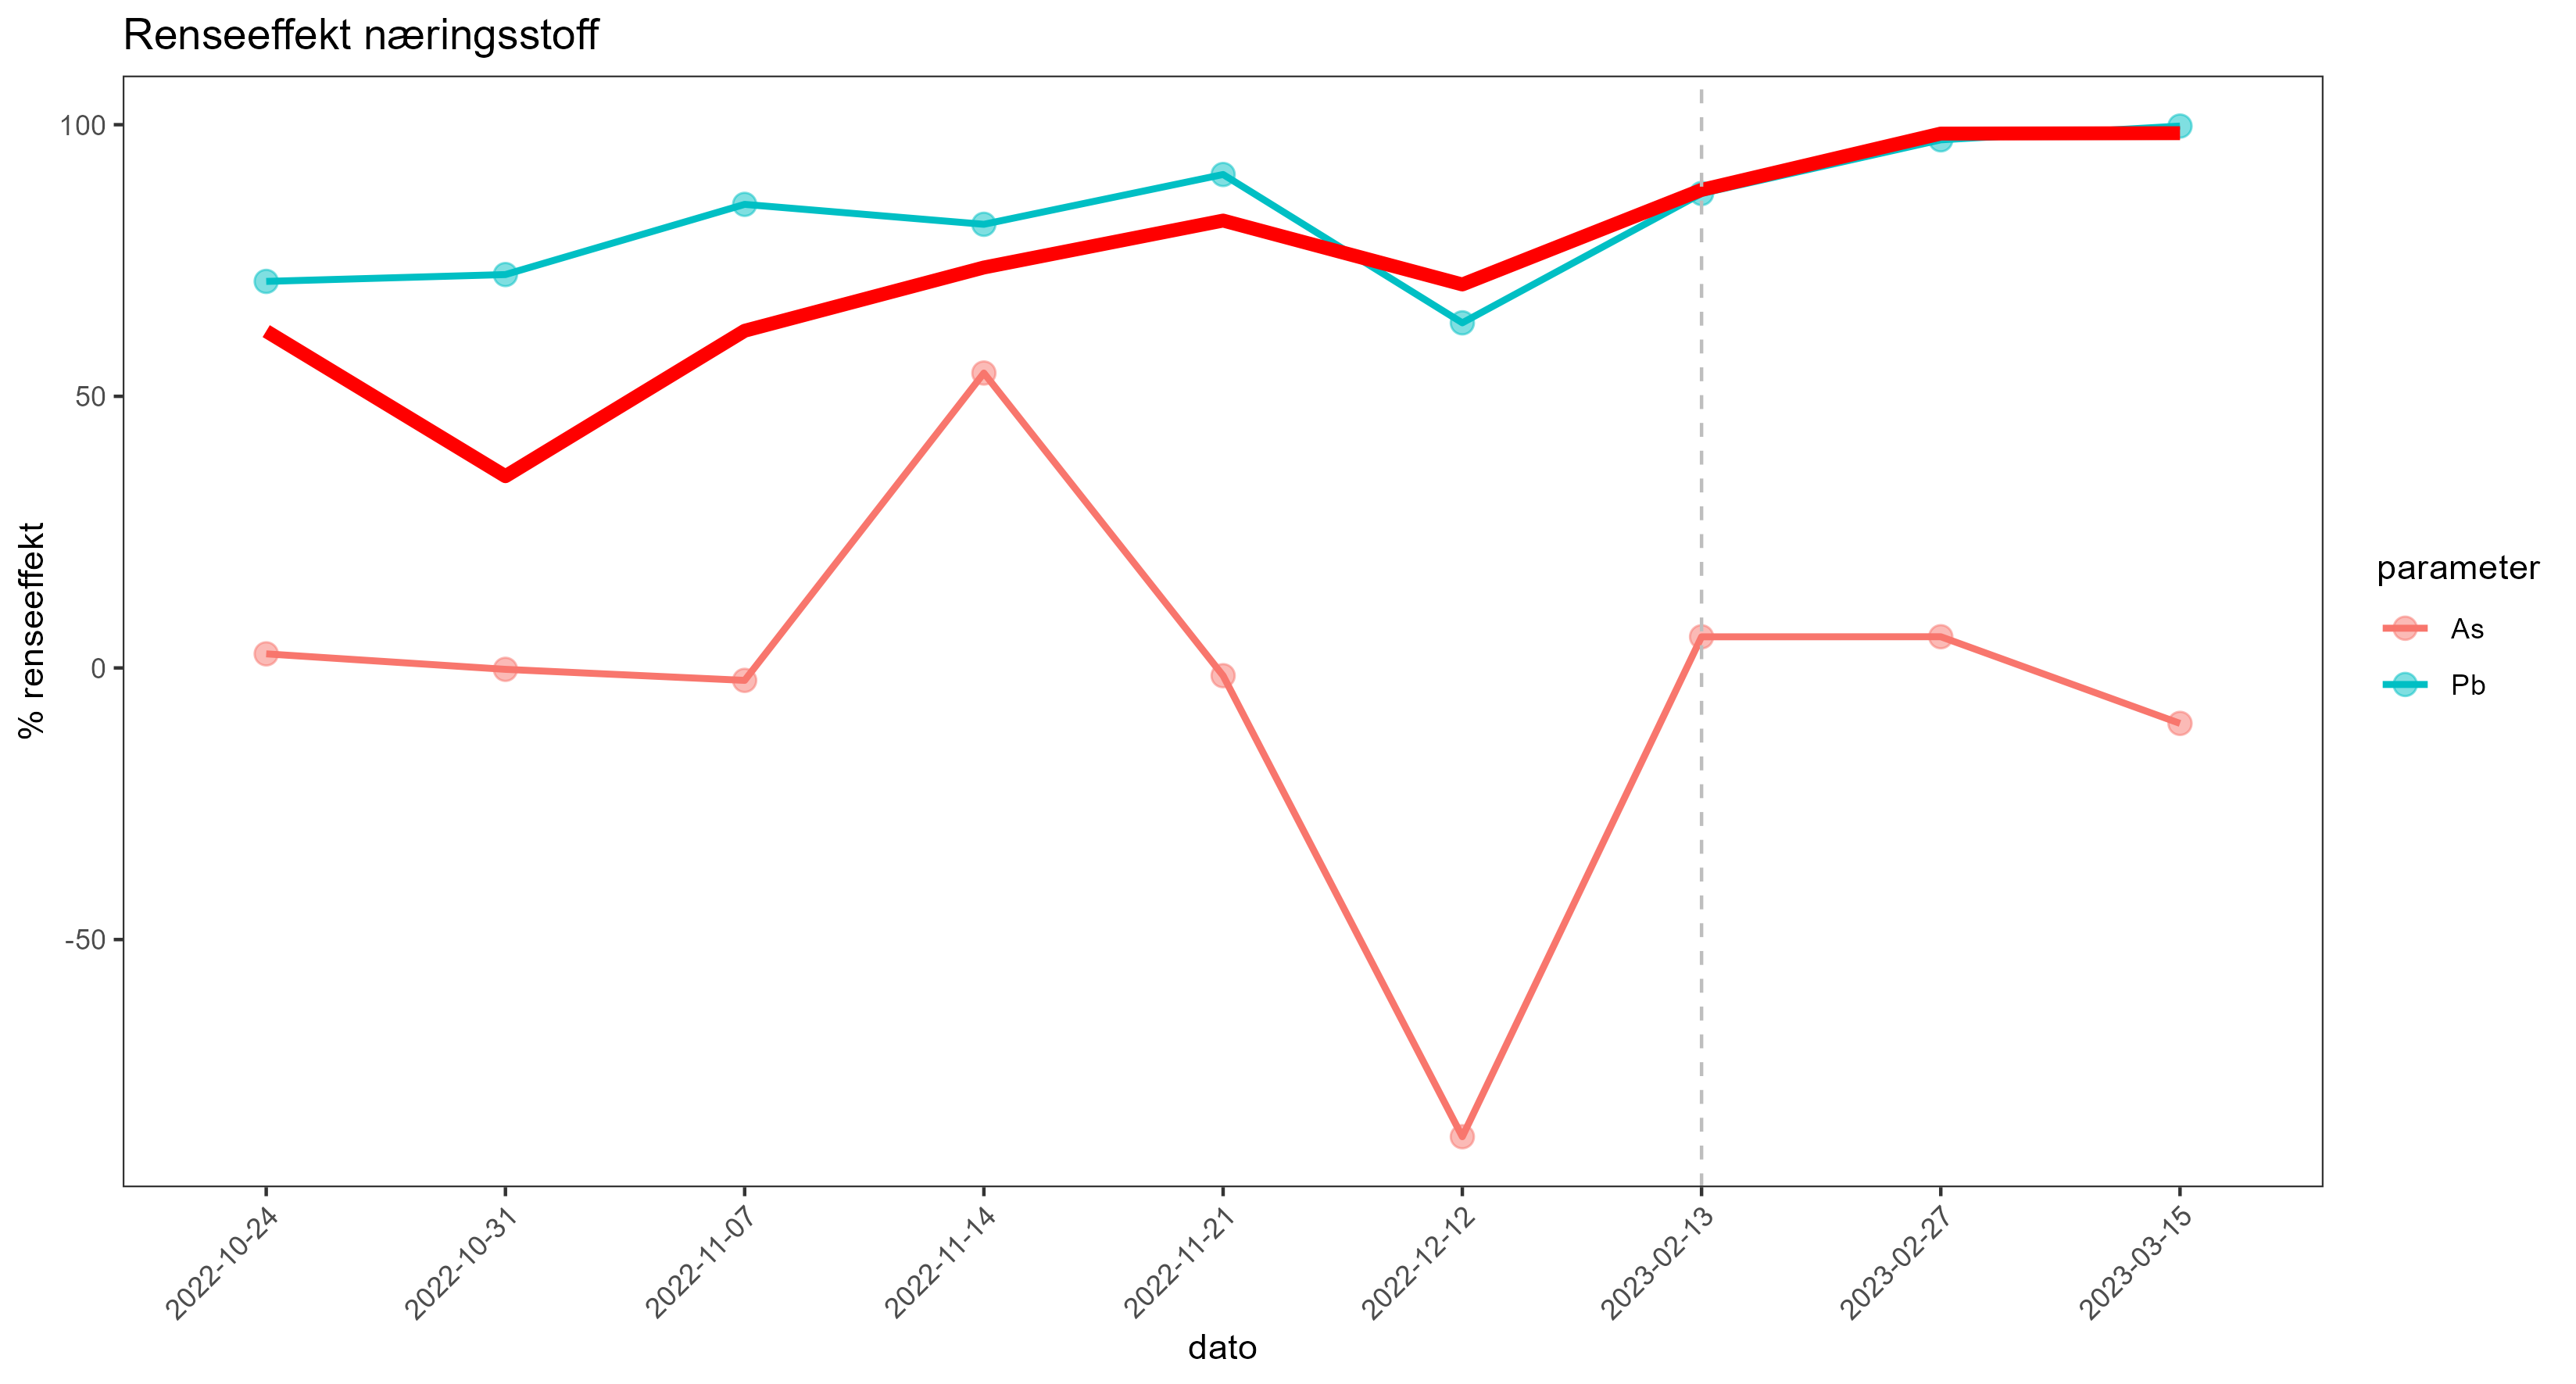 Renseeffekt næringsstoff
100
50
0
-50
% renseeffekt
2022-10-24
2022-10-31
2022-11-07
2022-11-14
2022-11-21
2022-12-12
2023-02-13
2023-02-27
2023-03-15
dato
parameter
As
Pb